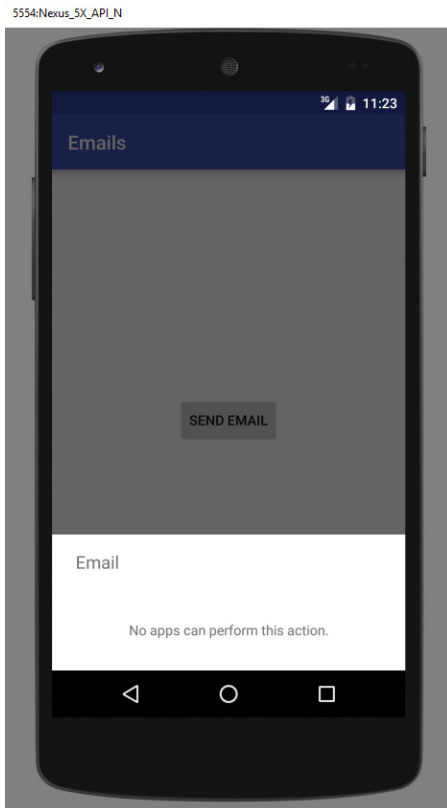 5554:Nexus_5X_API_N
3G 11:23
Emails
SEND EMAIL
Email
No apps can perform this action.